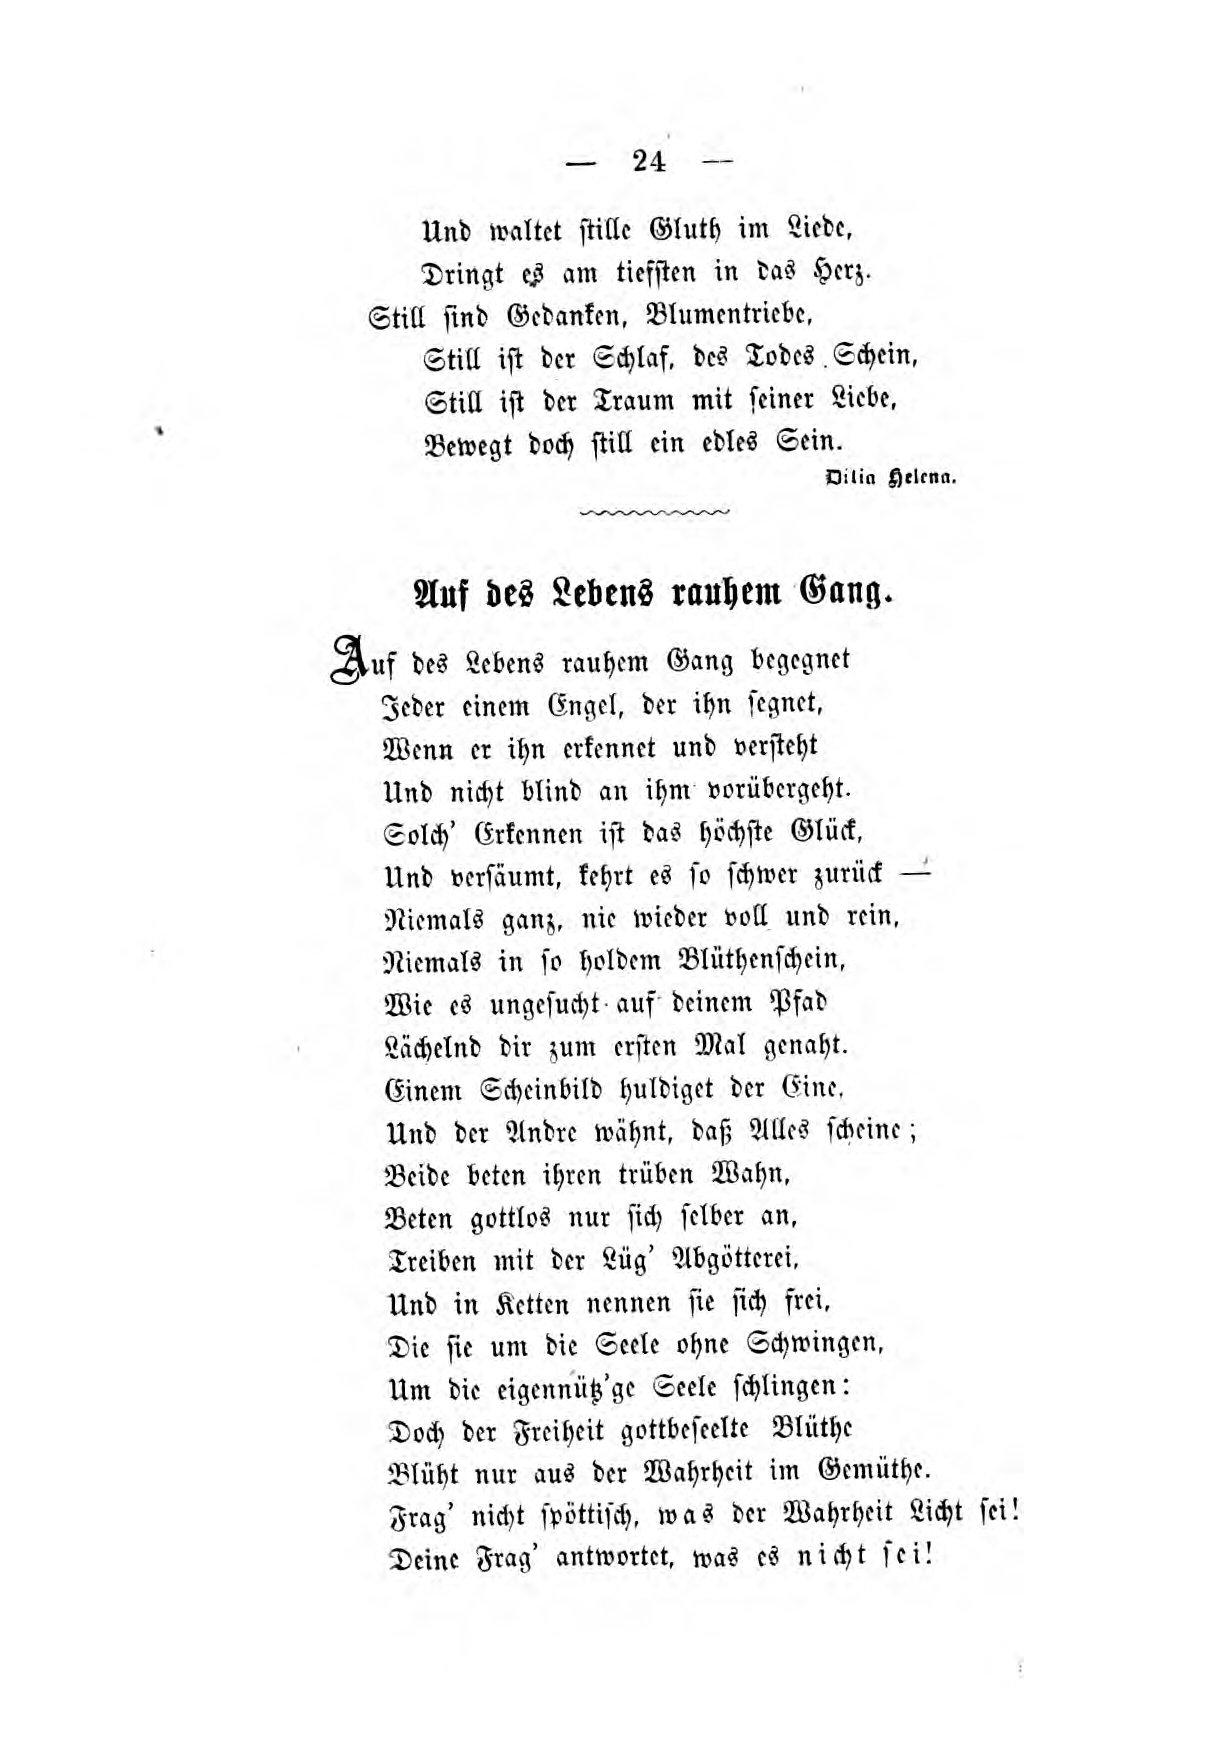 — 24 —
Und waltet stille Gluth im Liede,
Dringt es am tiefsten in das Herz.
Still sind Gedanken, Blumentriebe,
Still ist der Schlaf, des Todes Schein,
Still ist der Traum mit seiner Liebe,
Bewegt doch still ein edles Sein.
Dilia Helena.
Auf des Lebens rauhem Gang.
Auf des Lebens rauhem Gang begegnet
Jeder einem Engel, der ihn segnet,
Wenn er ihn erkennet und versteht
Und nicht blind an ihm vorübergeht.
Solch' Erkennen ist das höchste Glück,
Und versäumt, kehrt es so schwer zurück —
Niemals ganz, nie wieder voll und rein,
Niemals in so holdem Blüthenschein,
Wie es ungesucht auf deinem Pfad
Lächelnd dir zum ersten Mal genaht.
Einem Scheinbild huldiget der Eine,
Und der Andre wähnt, daß Alles scheine;
Beide beten ihren trüben Wahn,
Beten gottlos nur sich selber an,
Treiben mit der Lüg' Abgötterei,
Und in Ketten nennen sie sich frei,
Die sie um die Seele ohne Schwingen,
Um die eigennütz'ge Seele schlingen:
Doch der Freiheit gottbeseelte Blüthe
Blüht nur aus der Wahrheit im Gemüthe.
Frag' nicht spöttisch, was der Wahrheit Licht sei!
Deine Frag' antwortet, was es nicht sei!